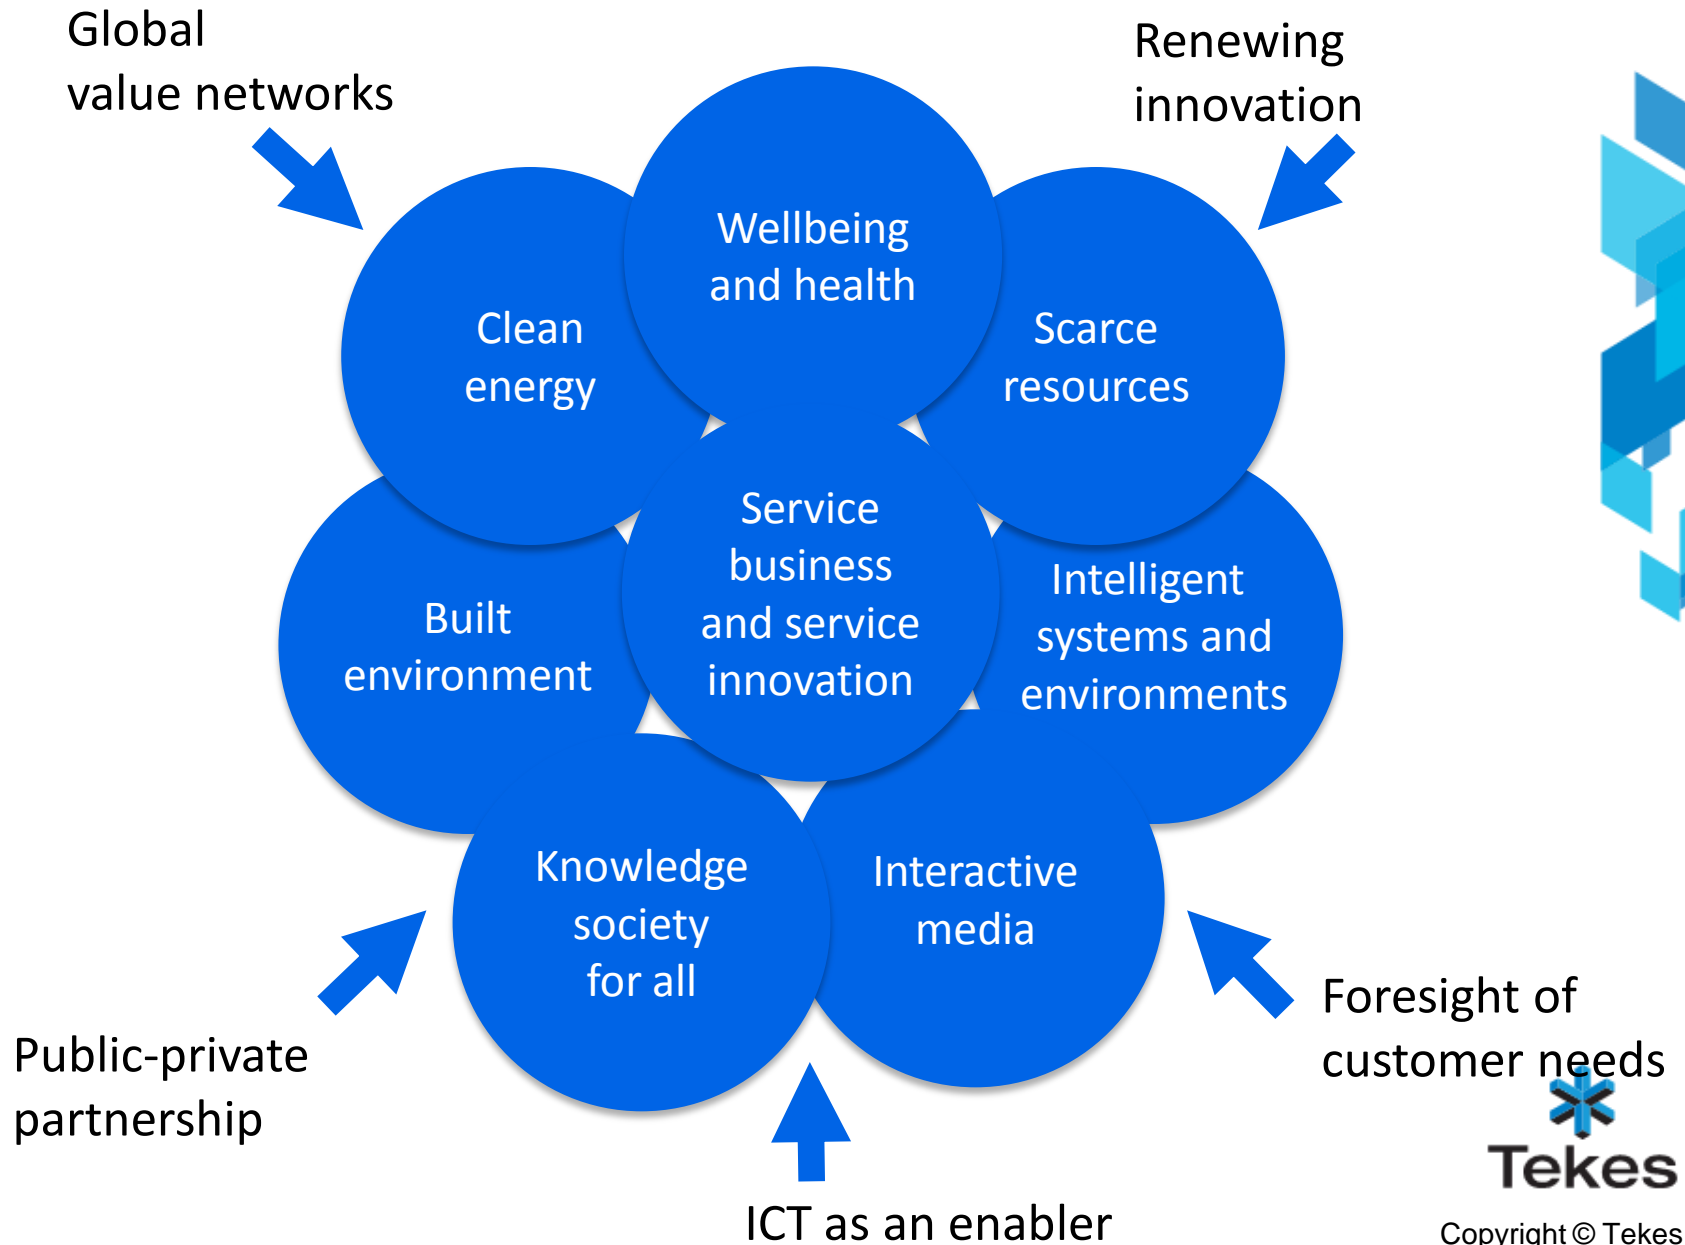 Global
value networks
Renewing
innovation
Wellbeing
and health
Clean
energy
Scarce
resources
Service
business
and service
innovation
Built
environment
Intelligent
systems and
environments
Knowledge
society
for all
Interactive
media
Public-private
partnership
Foresight of
customer needs
ICT as an enabler
Tekes
Copyright © Tekes